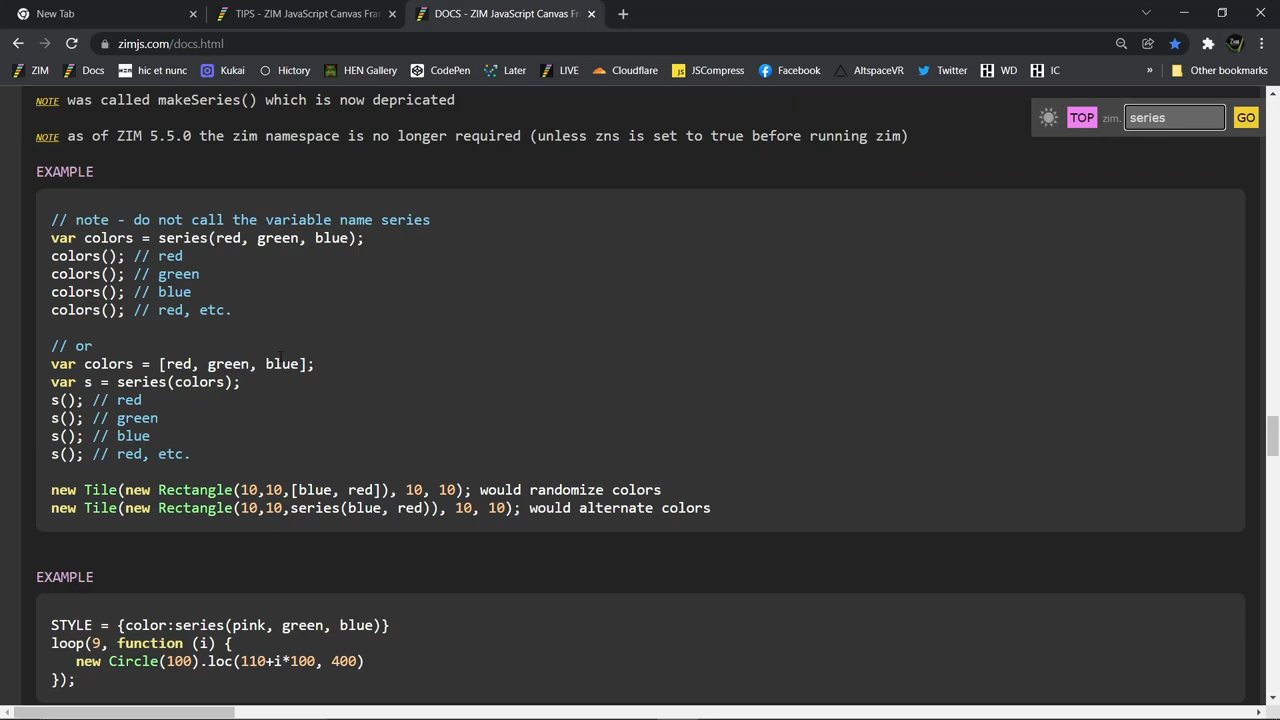 New Tab
TIPS - ZIM JavaScript Canvas Fra
DOCS - ZIM JavaScript Canvas Fr
zimjs.com/docs.html
ZIM
Docs
hic et nunc
Kukai
Hictory
HEN Gallery
CodePen
Later
LIVE
Cloudflare
JSCompress
Facebook
AltspaceVR
Twitter
WD
IC
»
Other bookmarks
NOTE was called makeSeries() which is now depricated
TOP zim. series GO
NOTE as of ZIM 5.5.0 the zim namespace is no longer required (unless zns is set to true before running zim)
EXAMPLE
// note - do not call the variable name series
var colors = series(red, green, blue);
colors(); // red
colors(); // green
colors(); // blue
colors(); // red, etc.
// or
var colors = [red, green, blue];
var s = series(colors);
s(); // red
s(); // green
s(); // blue
s(); // red, etc.
new Tile(new Rectangle(10,10,[blue, red]), 10, 10); would randomize colors
new Tile(new Rectangle(10,10,series(blue, red)), 10, 10); would alternate colors
EXAMPLE
STYLE = {color:series(pink, green, blue)}
loop(9, function (i) {
new Circle(100).loc(110+i*100, 400)
});